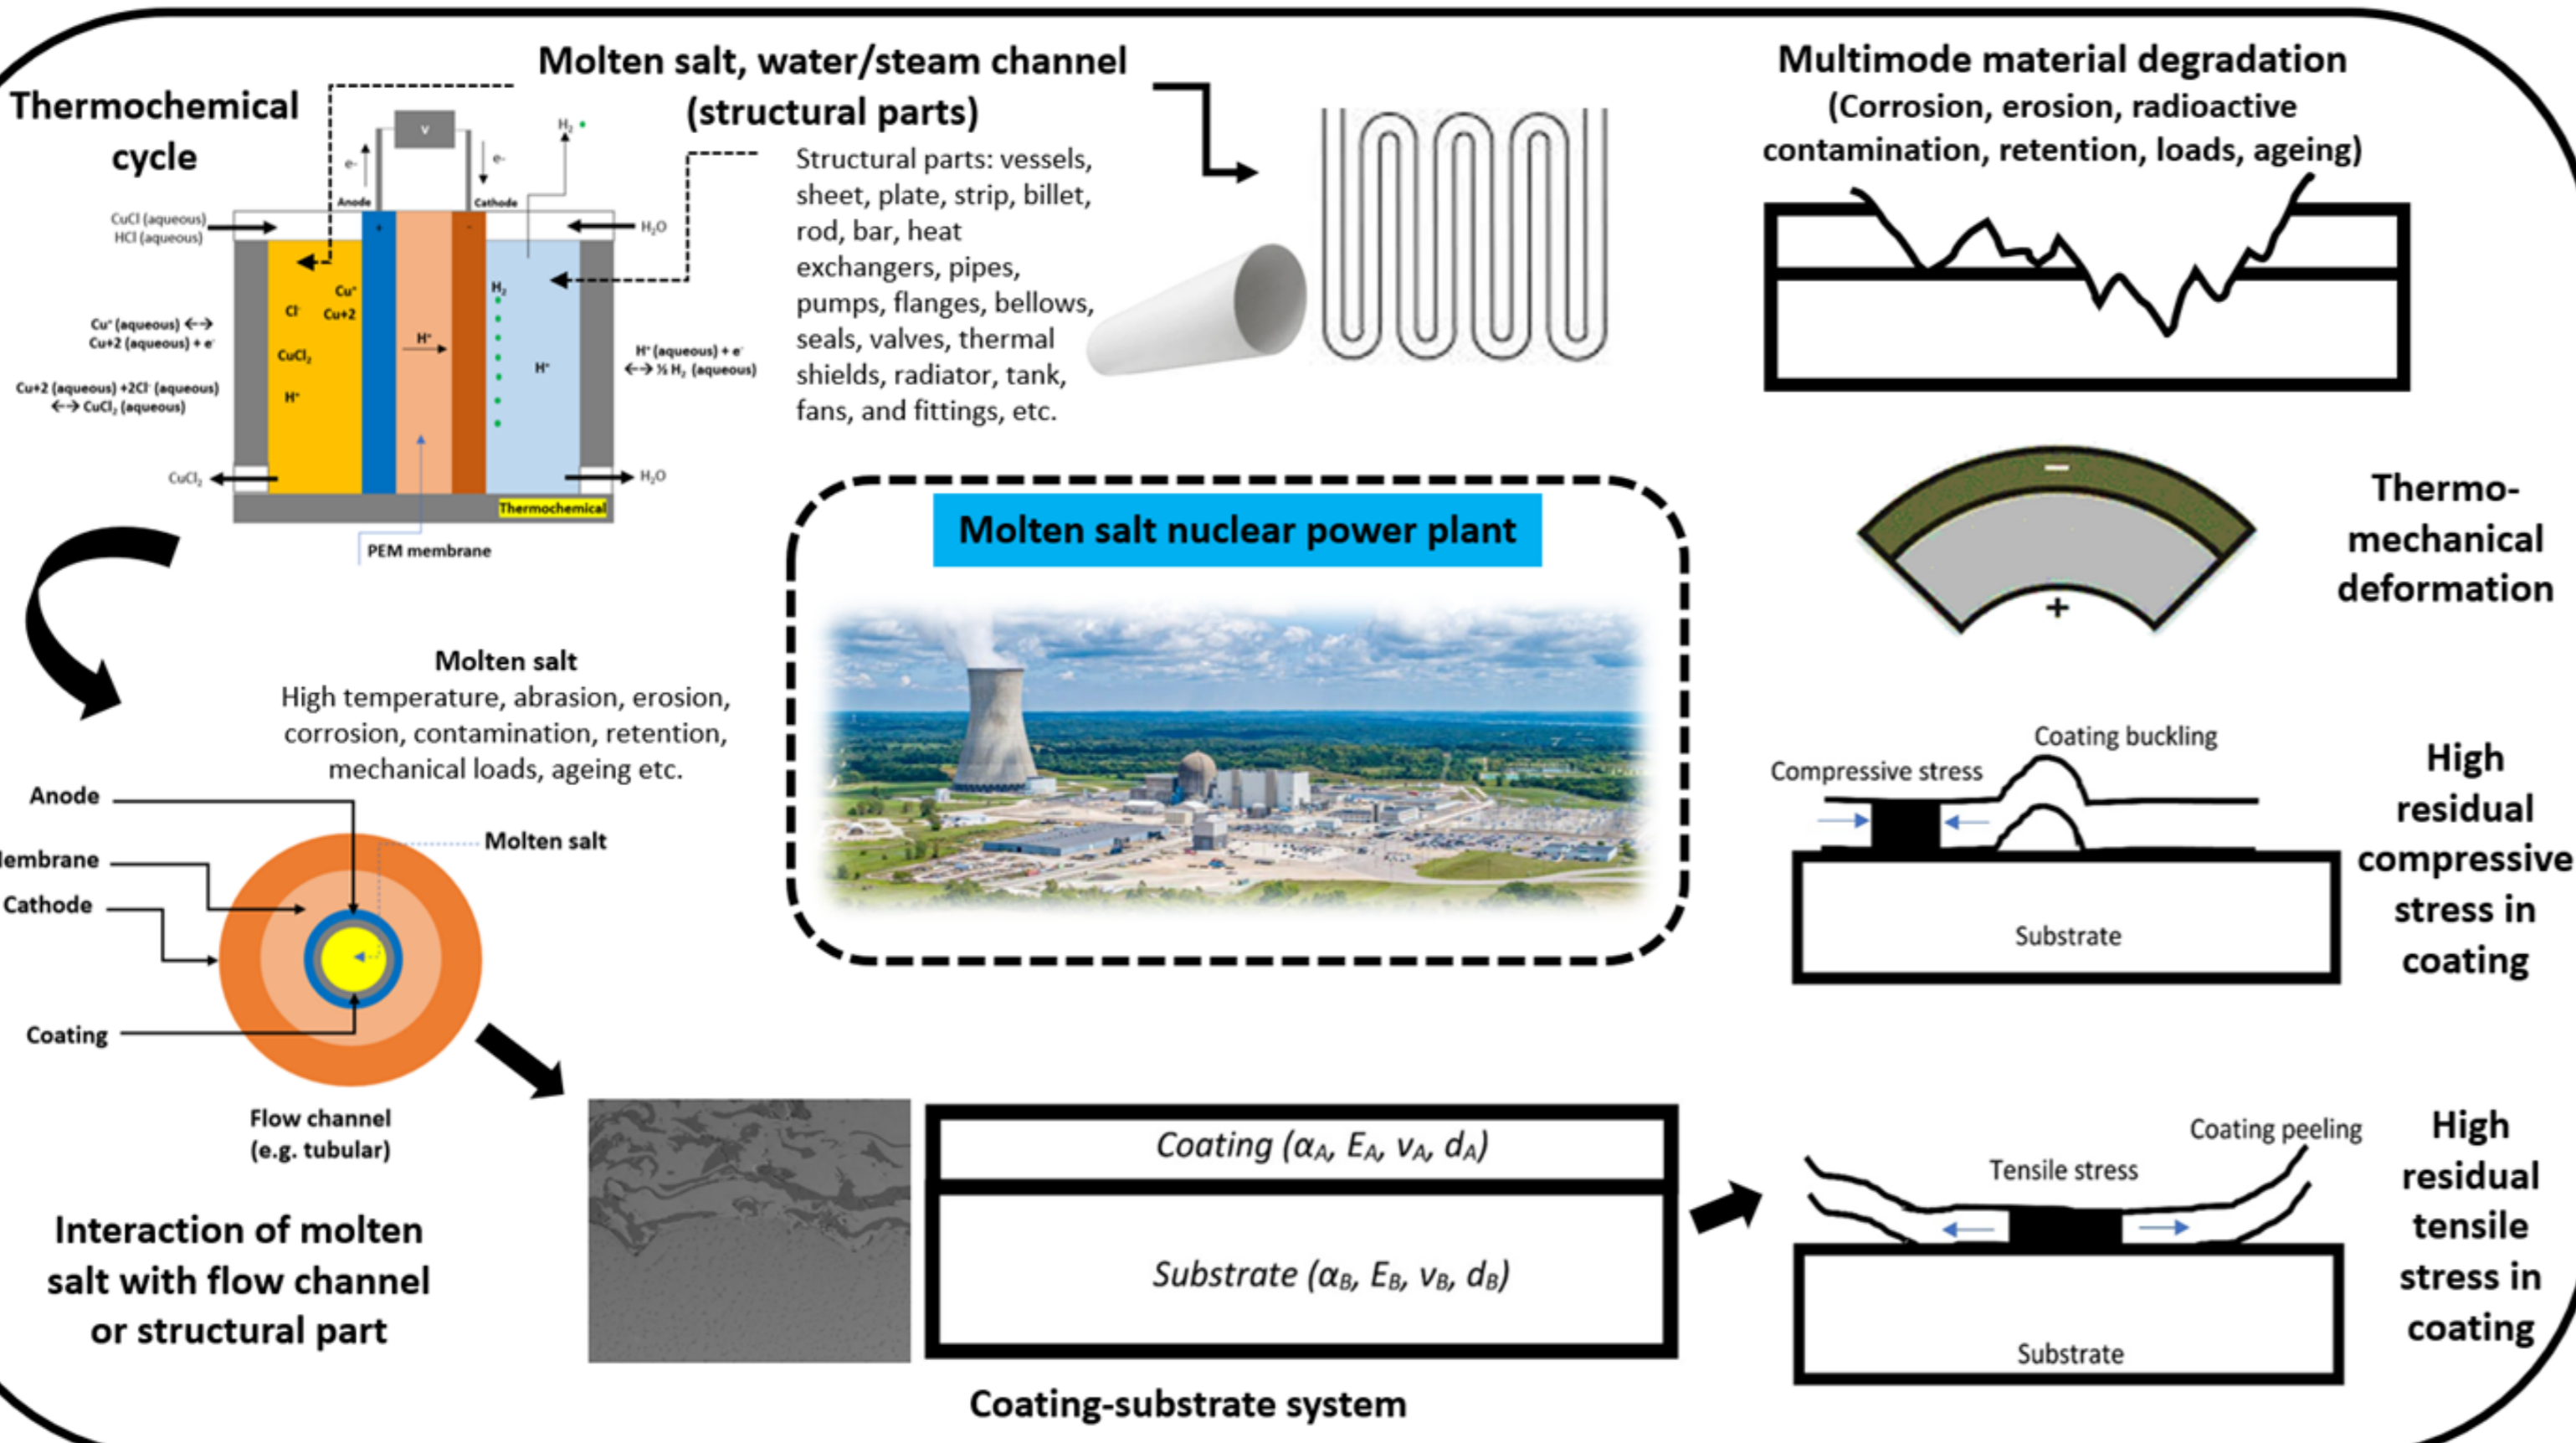 Thermochemical
cycle
Molten salt, water/steam channel
(structural parts)
Structural parts: vessels,
sheet, plate, strip, billet,
rod, bar, heat
exchangers, pipes,
pumps, flanges, bellows,
seals, valves, thermal
shields, radiator, tank,
fans, and fittings, etc.
Multimode material degradation
(Corrosion, erosion, radioactive
contamination, retention, loads, ageing)
V
e-
e-
H₂
Anode
Cathode
+
-
CuCl (aqueous)
HCl (aqueous)
H₂O
Cu⁺
Cl⁻
Cu+2
CuCl₂
H⁺
H⁺
H₂
H⁺
Cu⁺ (aqueous) ←→
Cu+2 (aqueous) + e⁻
Cu+2 (aqueous) +2Cl⁻ (aqueous)
←→ CuCl₂ (aqueous)
H⁺ (aqueous) + e⁻
←→ ½ H₂ (aqueous)
CuCl₂
H₂O
Thermochemical
PEM membrane
Molten salt nuclear power plant
−
+
Thermo-
mechanical
deformation
Molten salt
High temperature, abrasion, erosion,
corrosion, contamination, retention,
mechanical loads, ageing etc.
Anode
Molten salt
lembrane
Cathode
Coating
Flow channel
(e.g. tubular)
Interaction of molten
salt with flow channel
or structural part
Coating buckling
Compressive stress
Substrate
High
residual
compressive
stress in
coating
Coating (αA, EA, νA, dA)
Substrate (αB, EB, νB, dB)
Coating-substrate system
Coating peeling
Tensile stress
Substrate
High
residual
tensile
stress in
coating